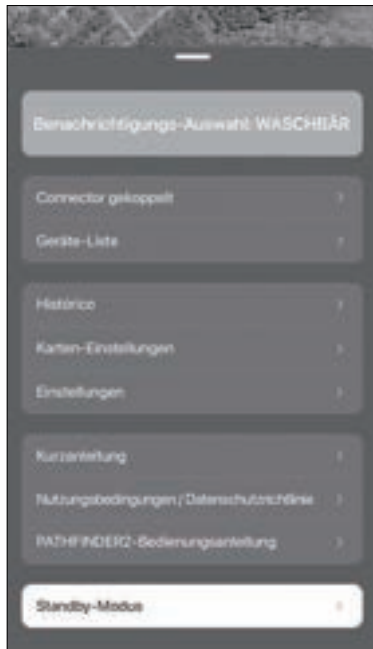 Benachrichtigungs-Auswahl: WASCHBÄR
Connector gekoppelt
Geräte-Liste
Histórico
Karten-Einstellungen
Einstellungen
Kurzanleitung
Nutzungsbedingungen / Datenschutzrichtlinie
PATHFINDER2-Bedienungsanleitung
Standby-Modus